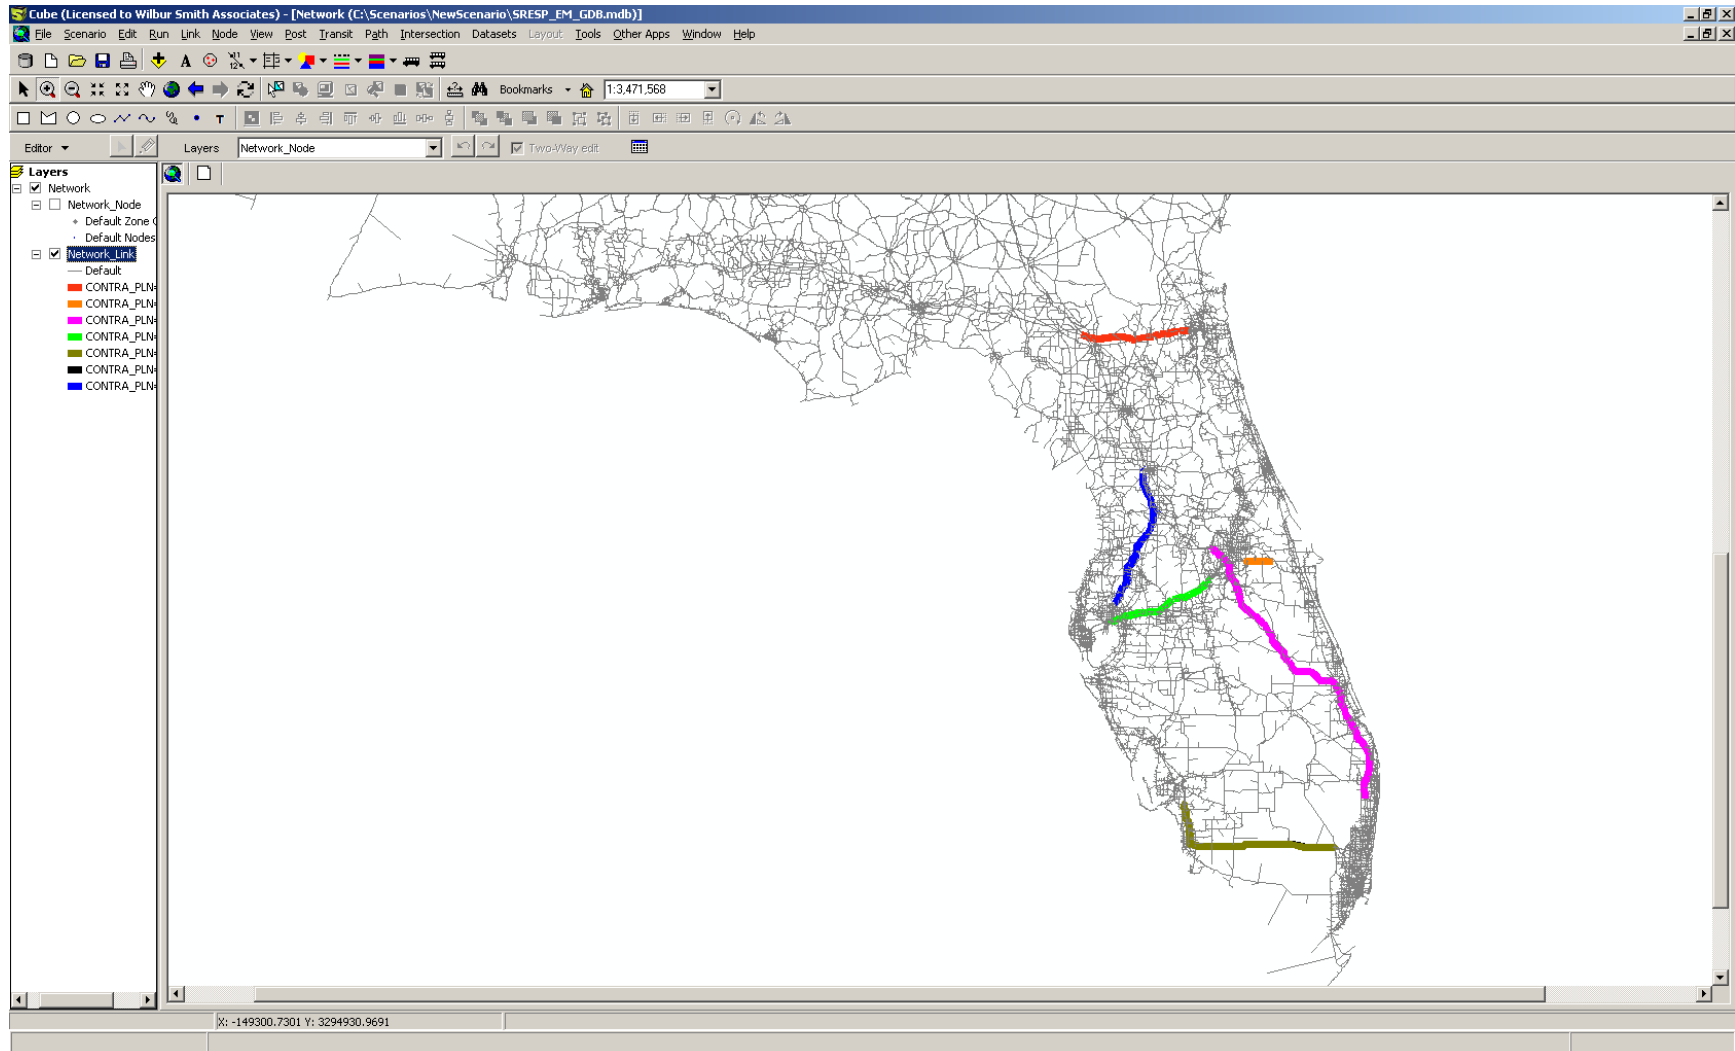 Cube (Licensed to Wilbur Smith Associates) - [Network (C:\Scenarios\NewScenario\SRESP_EM_GDB.mdb)]
File Scenario Edit Run Link Node View Post Transit Path Intersection Datasets Layout Tools Other Apps Window Help
Bookmarks 1:3,471,568
Editor Layers Network_Node Two-Way edit
Layers
Network
Network_Node
Default Zone C
Default Nodes
Network_Link
Default
CONTRA_PLN=
CONTRA_PLN=
CONTRA_PLN=
CONTRA_PLN=
CONTRA_PLN=
CONTRA_PLN=
CONTRA_PLN=
X: -149300.7301 Y: 3294930.9691